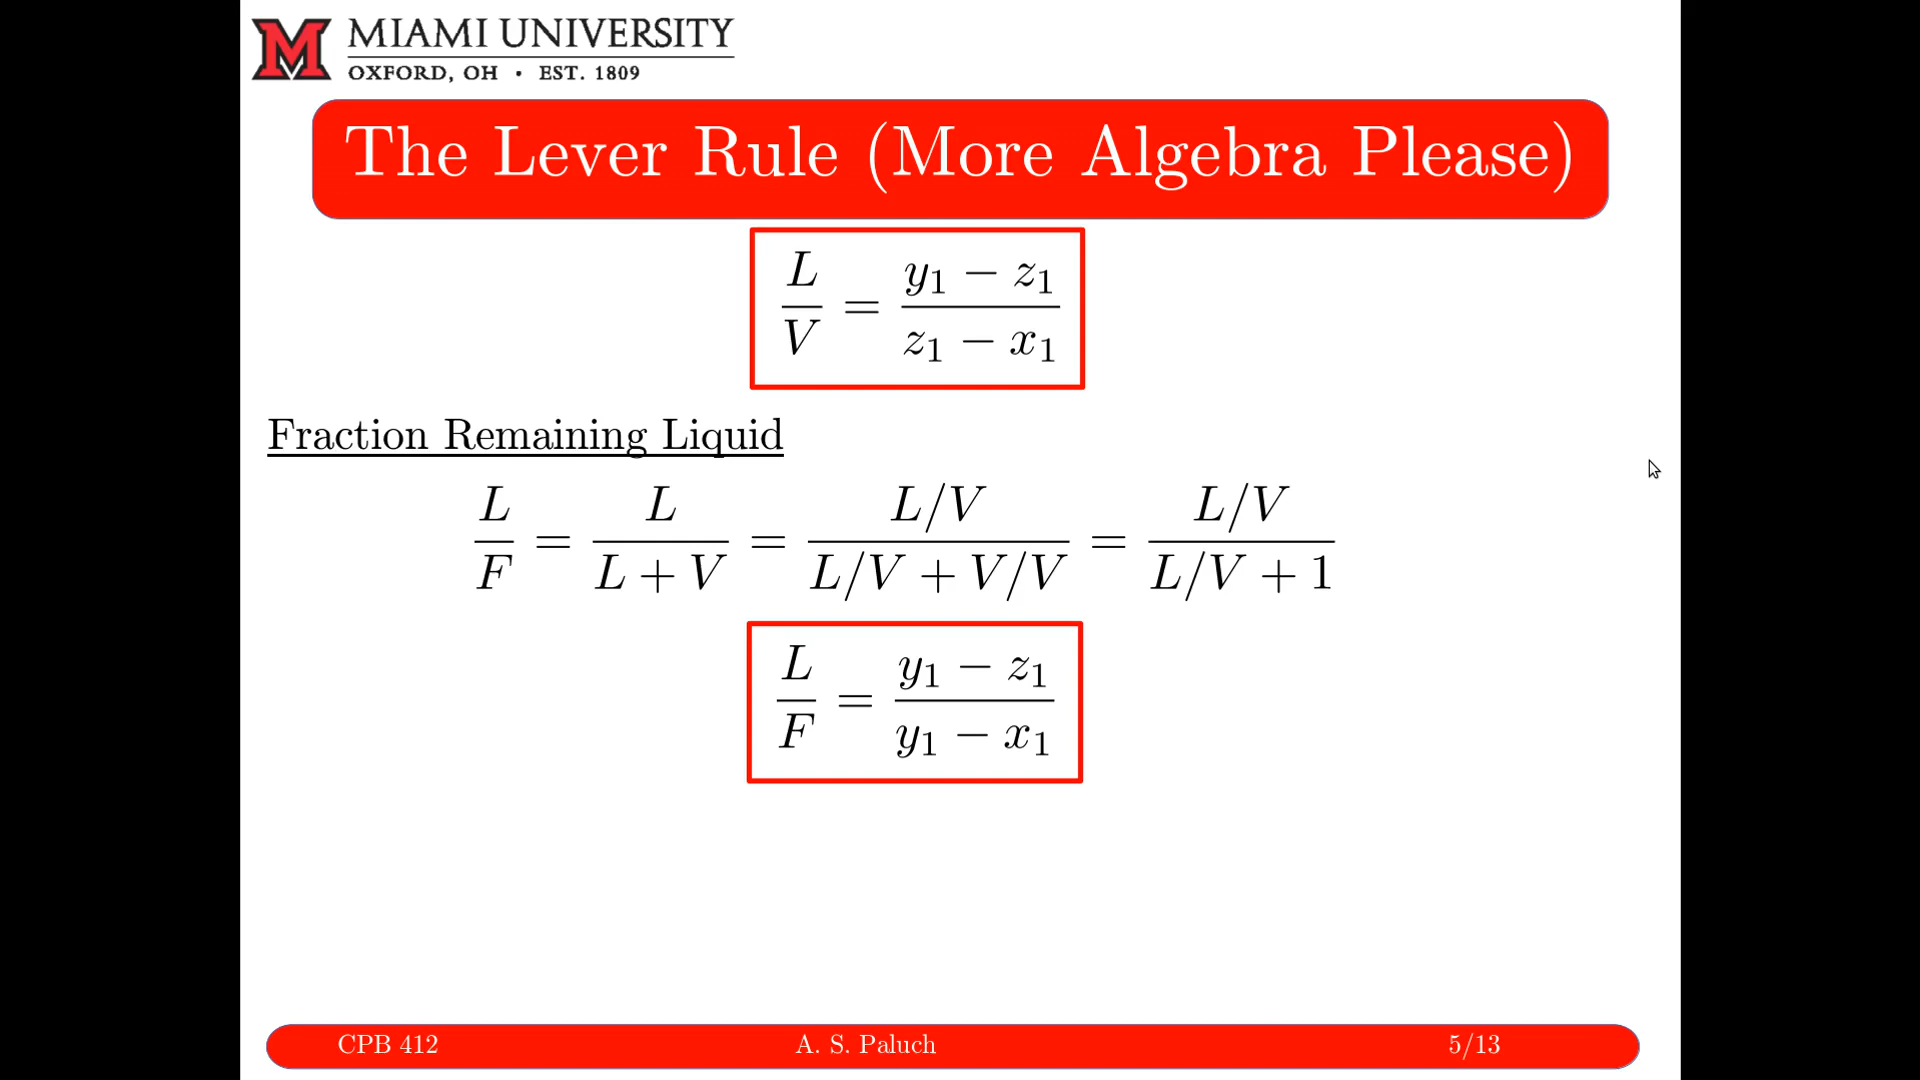 MIAMI UNIVERSITY
OXFORD, OH • EST. 1809
The Lever Rule (More Algebra Please)
L/V = (y₁ − z₁)/(z₁ − x₁)
Fraction Remaining Liquid
L/F = L/(L + V) = (L/V)/(L/V + V/V) = (L/V)/(L/V + 1)
L/F = (y₁ − z₁)/(y₁ − x₁)
CPB 412 A. S. Paluch 5/13